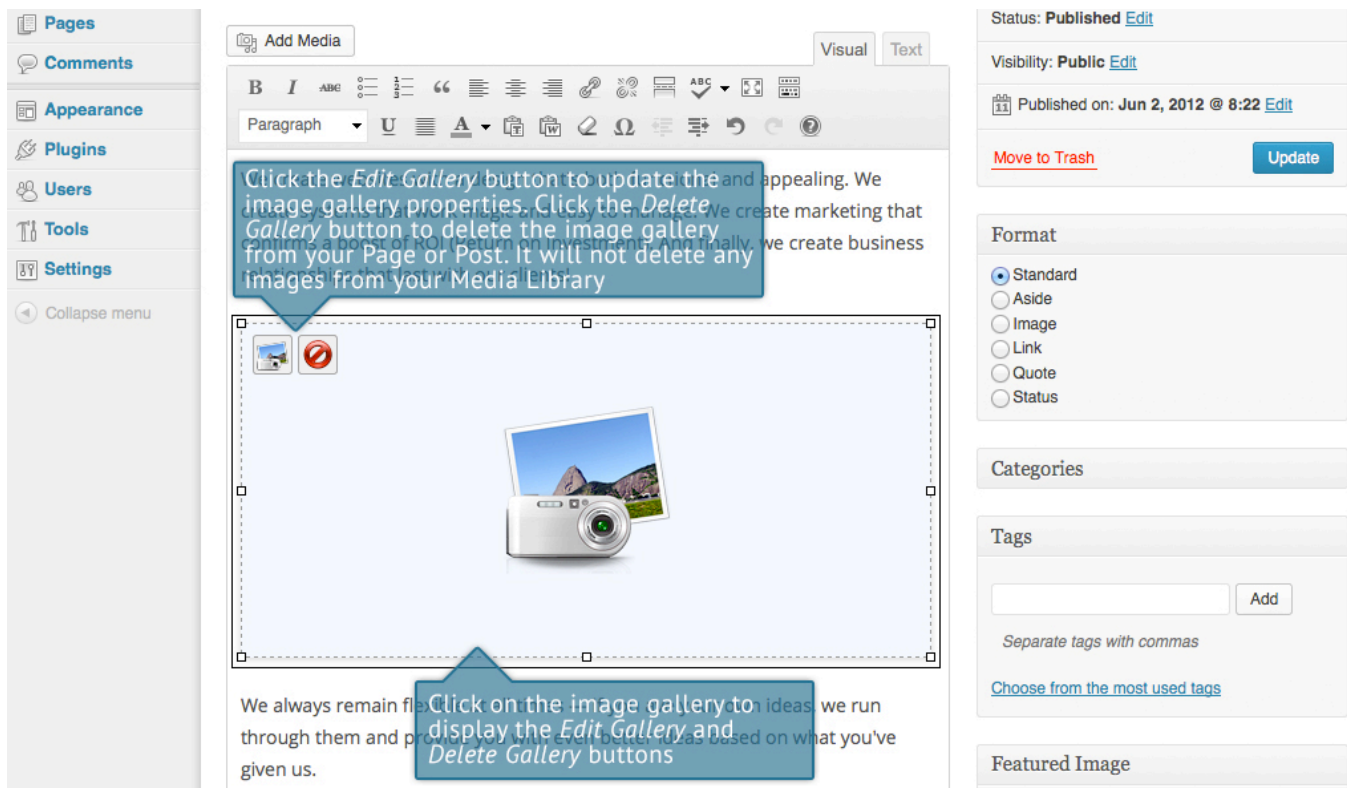 Pages
Comments
Appearance
Plugins
Users
Tools
Settings
Collapse menu
Add Media
Visual
Text
B I ABC
ABC
Paragraph
U A T W Ω
Click the Edit Gallery button to update the
image gallery properties. Click the Delete
Gallery button to delete the image gallery
from your Page or Post. It will not delete any
images from your Media Library
and appealing. We
We create marketing that
we create business
We always remain
ideas, we run
through them and
what you've
given us.
Click on the image gallery to
display the Edit Gallery and
Delete Gallery buttons
Status: Published Edit
Visibility: Public Edit
11 Published on: Jun 2, 2012 @ 8:22 Edit
Move to Trash
Update
Format
Standard
Aside
Image
Link
Quote
Status
Categories
Tags
Add
Separate tags with commas
Choose from the most used tags
Featured Image